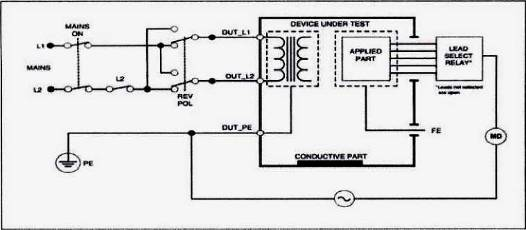 DEVICE UNDER TEST
MAINS
ON
DUT_L1
L1
APPLIED
PART
LEAD
SELECT
RELAY*
MAINS
L2
DUT_L2
*Leads not selected
are open
L2
REV
POL
DUT_PE
FE
MD
PE
CONDUCTIVE PART